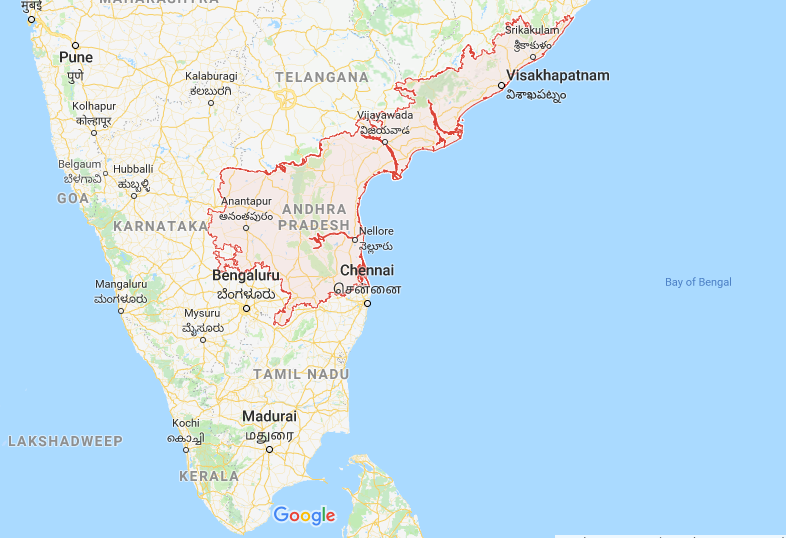 MAHARASHTRA
मुंबई
Pune
पुणे
Srikakulam
శ్రీకాకుళం
Kalaburagi
ಕಲಬುರಗಿ
TELANGANA
Visakhapatnam
విశాఖపట్నం
Kolhapur
कोल्हापूर
Vijayawada
విజయవాడ
Belgaum
ಬೆಳಗಾವಿ
Hubballi
ಹುಬ್ಬಳ್ಳಿ
GOA
Anantapur
అనంతపురం
ANDHRA
PRADESH
KARNATAKA
Nellore
నెల్లూరు
Bengaluru
ಬೆಂಗಳೂರು
Chennai
சென்னை
Bay of Bengal
Mangaluru
ಮಂಗಳೂರು
Mysuru
ಮೈಸೂರು
TAMIL NADU
Madurai
மதுரை
Kochi
കൊച്ചി
LAKSHADWEEP
KERALA
Google